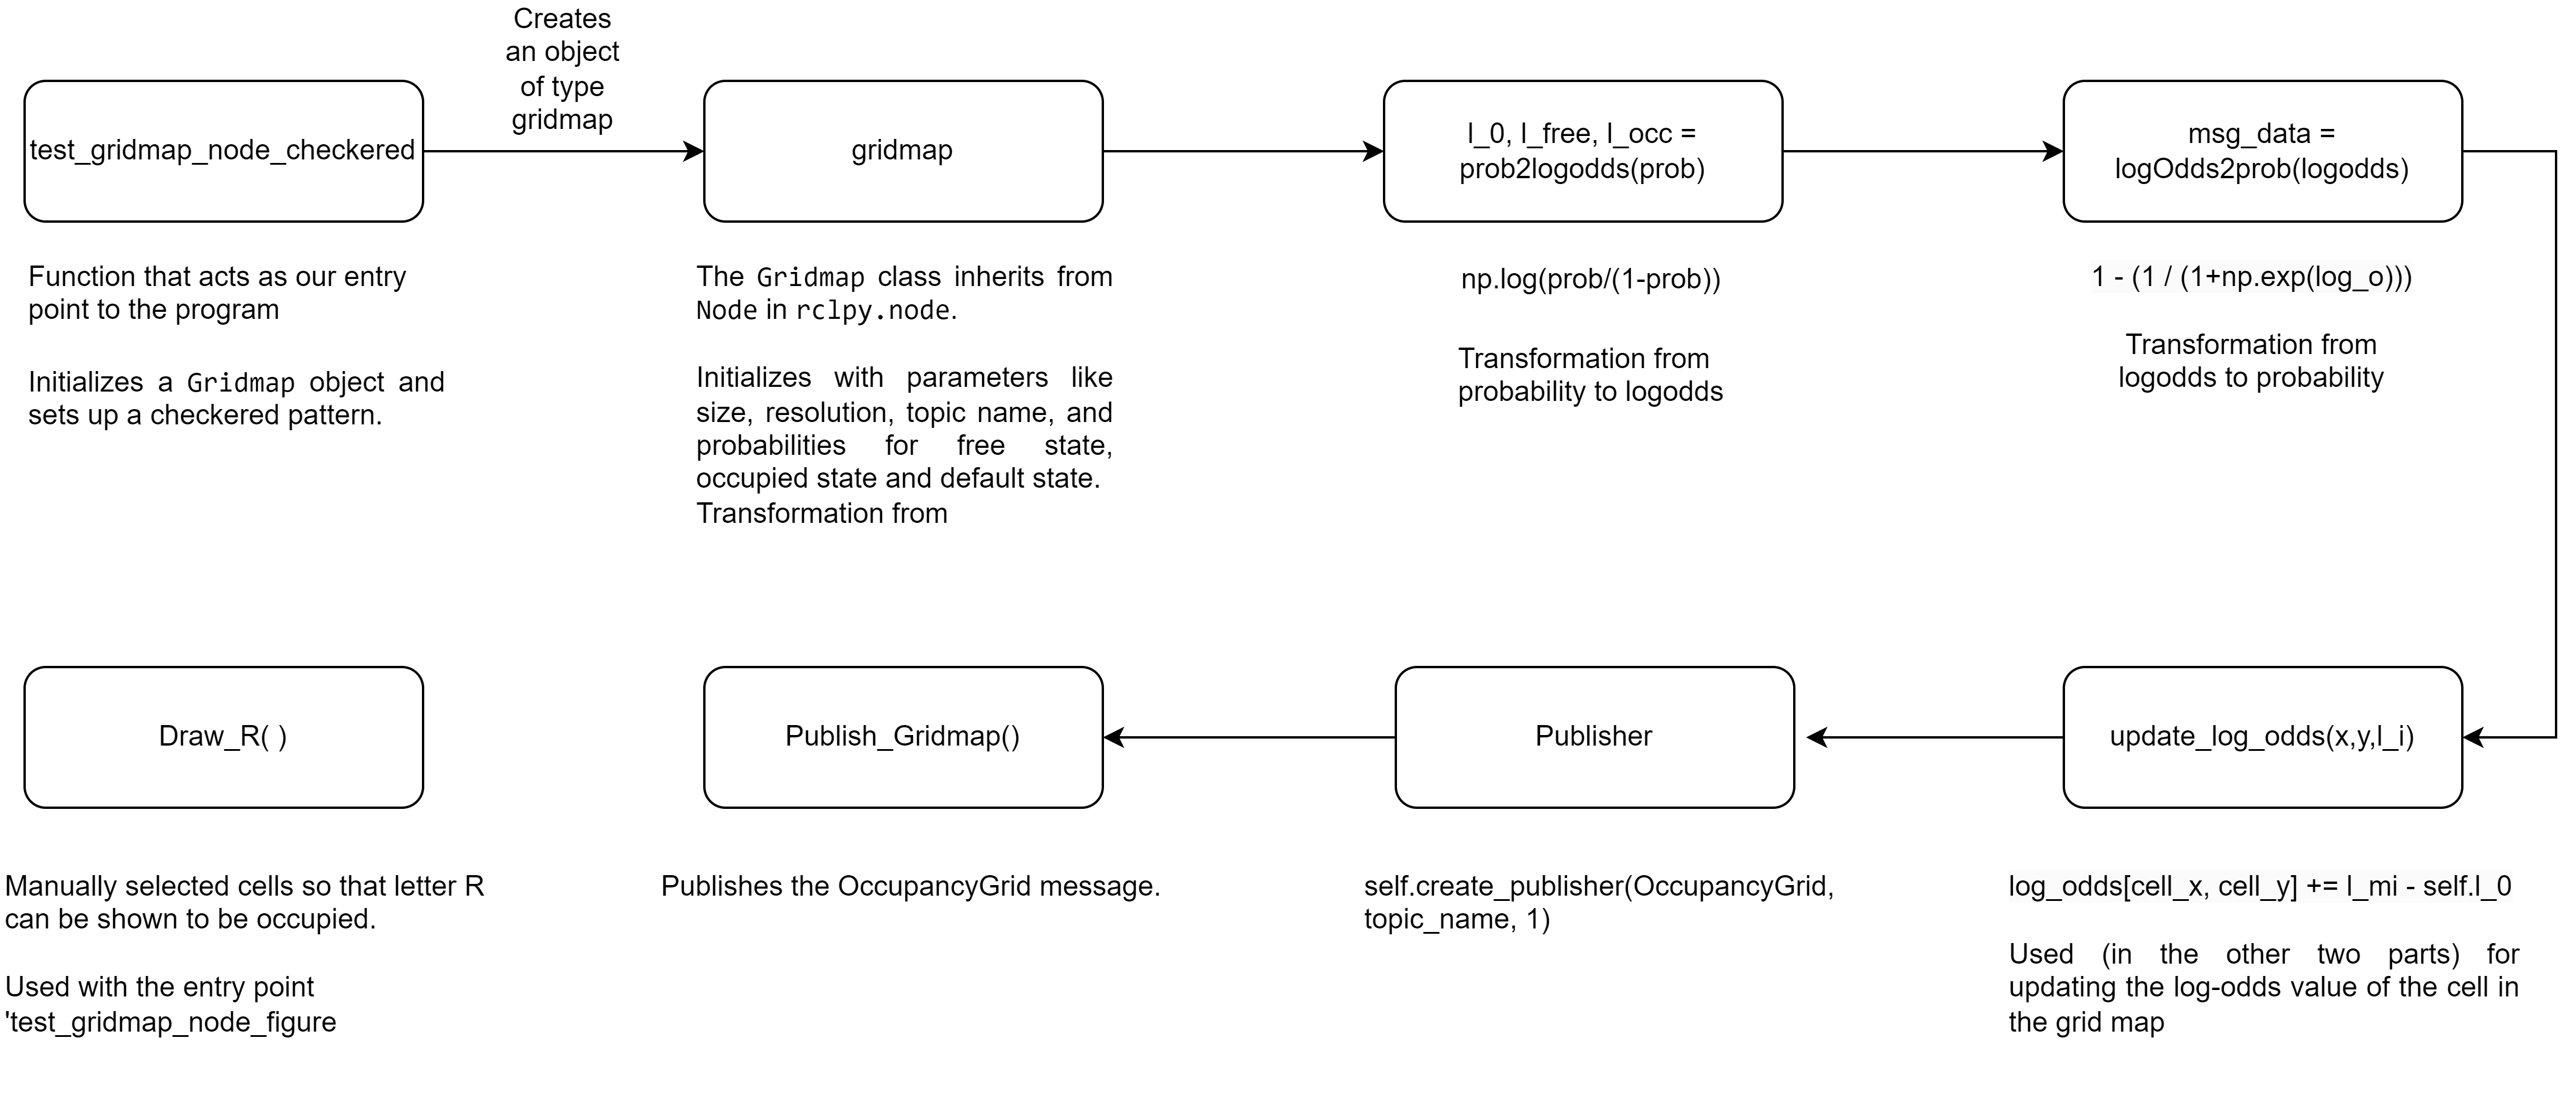 Creates
an object
of type
gridmap
test_gridmap_node_checkered
gridmap
l_0, l_free, l_occ =
prob2logodds(prob)
msg_data =
logOdds2prob(logodds)
Function that acts as our entry
point to the program
Initializes a Gridmap object and
sets up a checkered pattern.
The Gridmap class inherits from
Node in rclpy.node.
Initializes with parameters like
size, resolution, topic name, and
probabilities for free state,
occupied state and default state.
Transformation from
np.log(prob/(1-prob))
Transformation from
probability to logodds
1 - (1 / (1+np.exp(log_o)))
Transformation from
logodds to probability
Draw_R( )
Publish_Gridmap()
Publisher
update_log_odds(x,y,l_i)
Manually selected cells so that letter R
can be shown to be occupied.
Used with the entry point
'test_gridmap_node_figure
Publishes the OccupancyGrid message.
self.create_publisher(OccupancyGrid,
topic_name, 1)
log_odds[cell_x, cell_y] += l_mi - self.l_0
Used (in the other two parts) for
updating the log-odds value of the cell in
the grid map